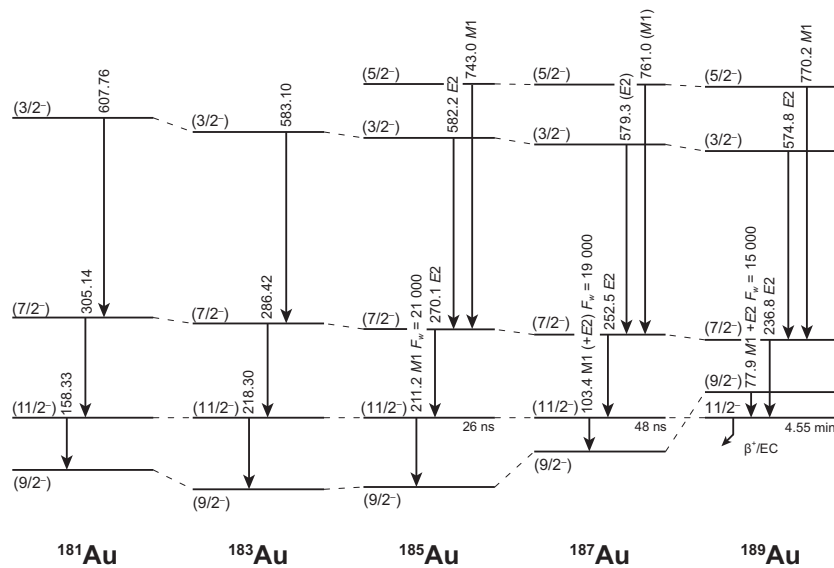 (3/2⁻)
607.76
(7/2⁻)
305.14
(11/2⁻)
158.33
(9/2⁻)
¹⁸¹Au
(3/2⁻)
583.10
(7/2⁻)
286.42
(11/2⁻)
218.30
(9/2⁻)
¹⁸³Au
(5/2⁻)
743.0 M1
(3/2⁻)
582.2 E2
(7/2⁻)
270.1 E2
(11/2⁻)
211.2 M1 F_w = 21 000
26 ns
(9/2⁻)
¹⁸⁵Au
(5/2⁻)
761.0 (M1)
(3/2⁻)
579.3 (E2)
(7/2⁻)
252.5 E2
(11/2⁻)
103.4 M1 (+E2) F_w = 19 000
48 ns
(9/2⁻)
¹⁸⁷Au
(5/2⁻)
770.2 M1
(3/2⁻)
574.8 E2
(7/2⁻)
236.8 E2
(9/2⁻)
77.9 M1 +E2 F_w = 15 000
11/2⁻
4.55 min
β⁺/EC
¹⁸⁹Au